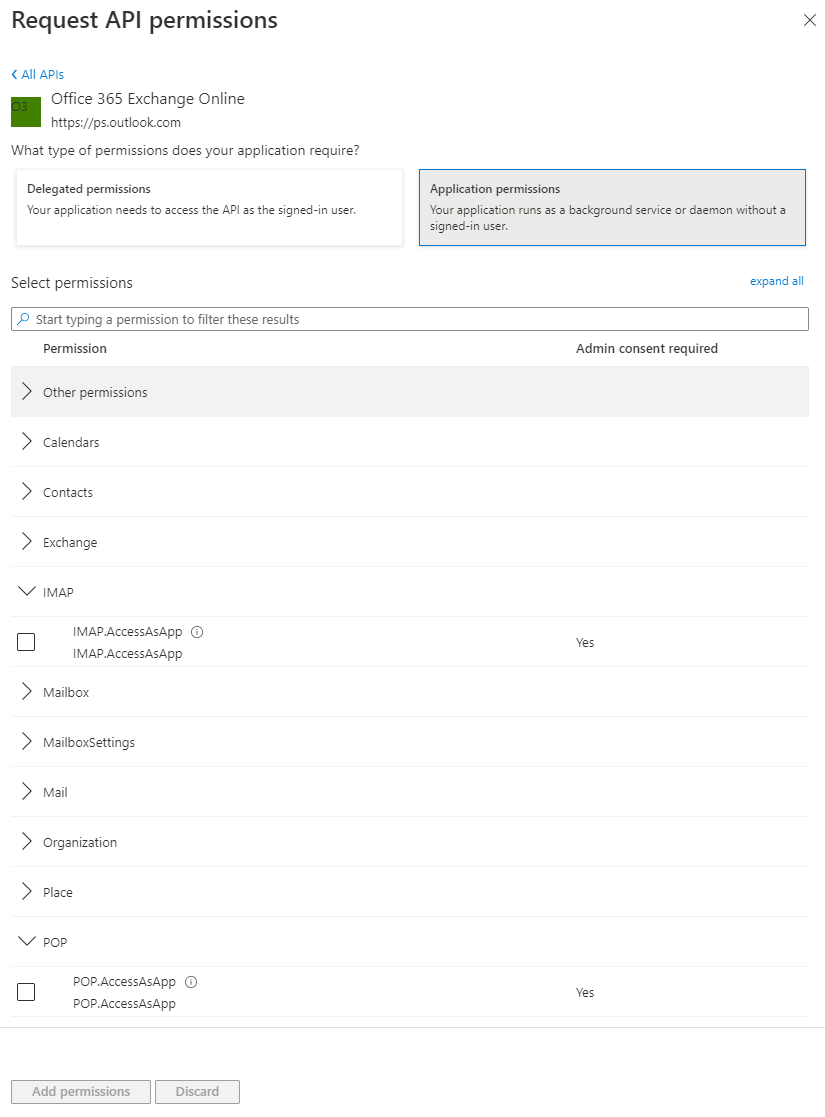 Request API permissions
All APIs
O3
Office 365 Exchange Online
https://ps.outlook.com
What type of permissions does your application require?
Delegated permissions
Your application needs to access the API as the signed-in user.
Application permissions
Your application runs as a background service or daemon without a
signed-in user.
Select permissions
expand all
Start typing a permission to filter these results
Permission
Admin consent required
Other permissions
Calendars
Contacts
Exchange
IMAP
IMAP.AccessAsApp
IMAP.AccessAsApp
Yes
Mailbox
MailboxSettings
Mail
Organization
Place
POP
POP.AccessAsApp
POP.AccessAsApp
Yes
Add permissions
Discard